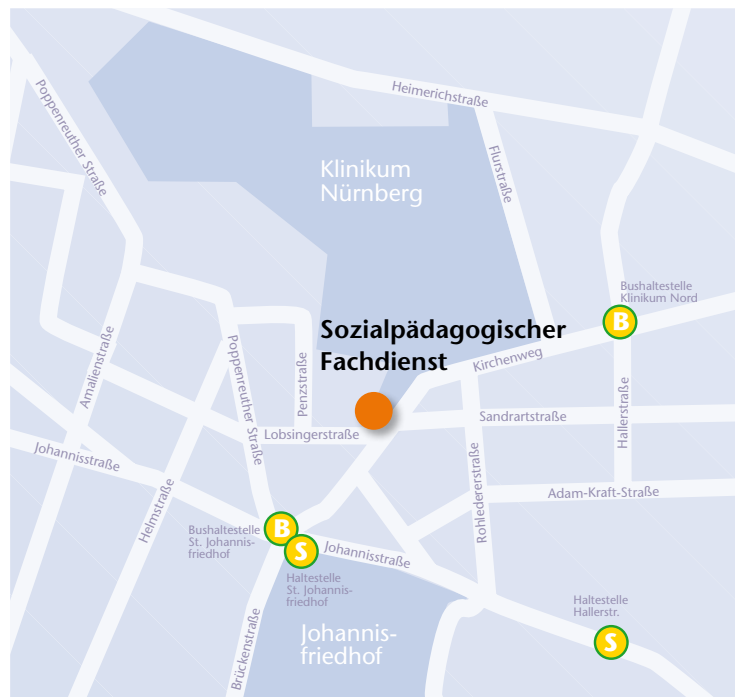 Heimerichstraße
Poppenreuther Straße
Flurstraße
Klinikum
Nürnberg
Bushaltestelle
Klinikum Nord
B
Sozialpädagogischer
Fachdienst
Kirchenweg
Amalienstraße
Poppenreuther Straße
Penzstraße
Hallerstraße
Sandrartstraße
Lobsingerstraße
Johannisstraße
Helmstraße
Rohledererstraße
Adam-Kraft-Straße
Bushaltestelle
St. Johannis-
friedhof
B
S
Johannisstraße
Haltestelle
St. Johannis-
friedhof
Haltestelle
Hallerstr.
S
Johannis-
friedhof
Brückenstraße